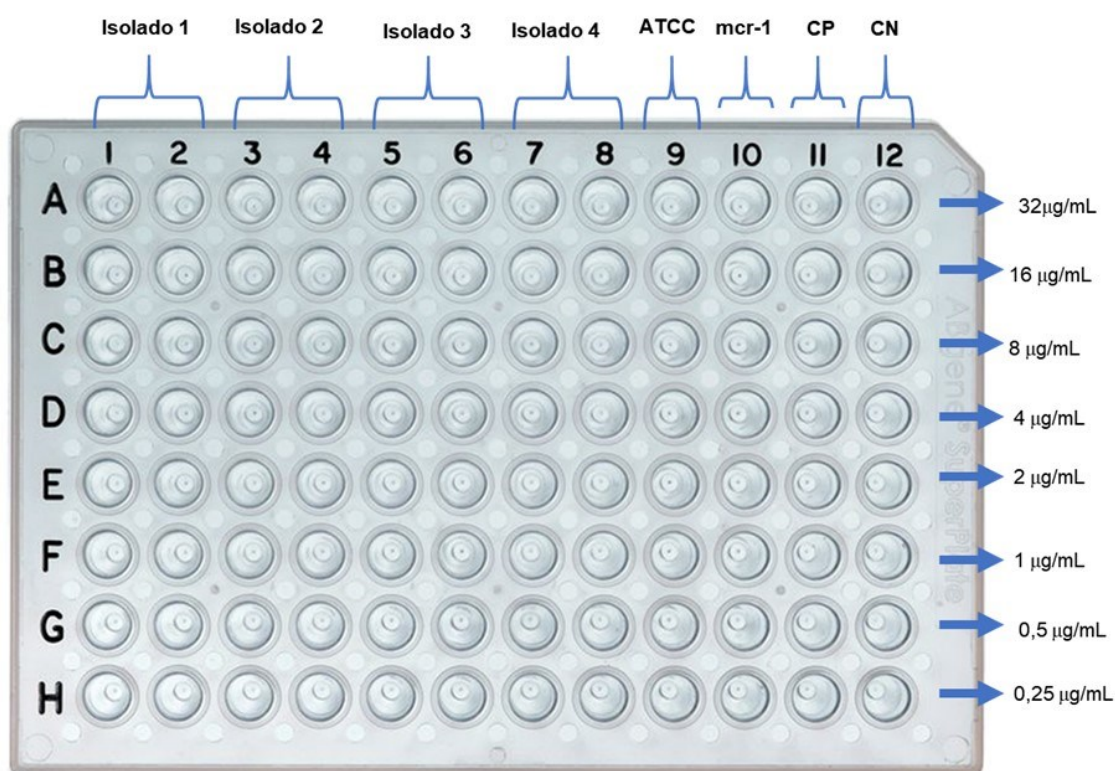 Isolado 1 Isolado 2 Isolado 3 Isolado 4 ATCC mcr-1 CP CN
1 2 3 4 5 6 7 8 9 10 11 12
A 32µg/mL
B 16 µg/mL
C 8 µg/mL
D 4 µg/mL
E 2 µg/mL
F 1 µg/mL
G 0,5 µg/mL
H 0,25 µg/mL